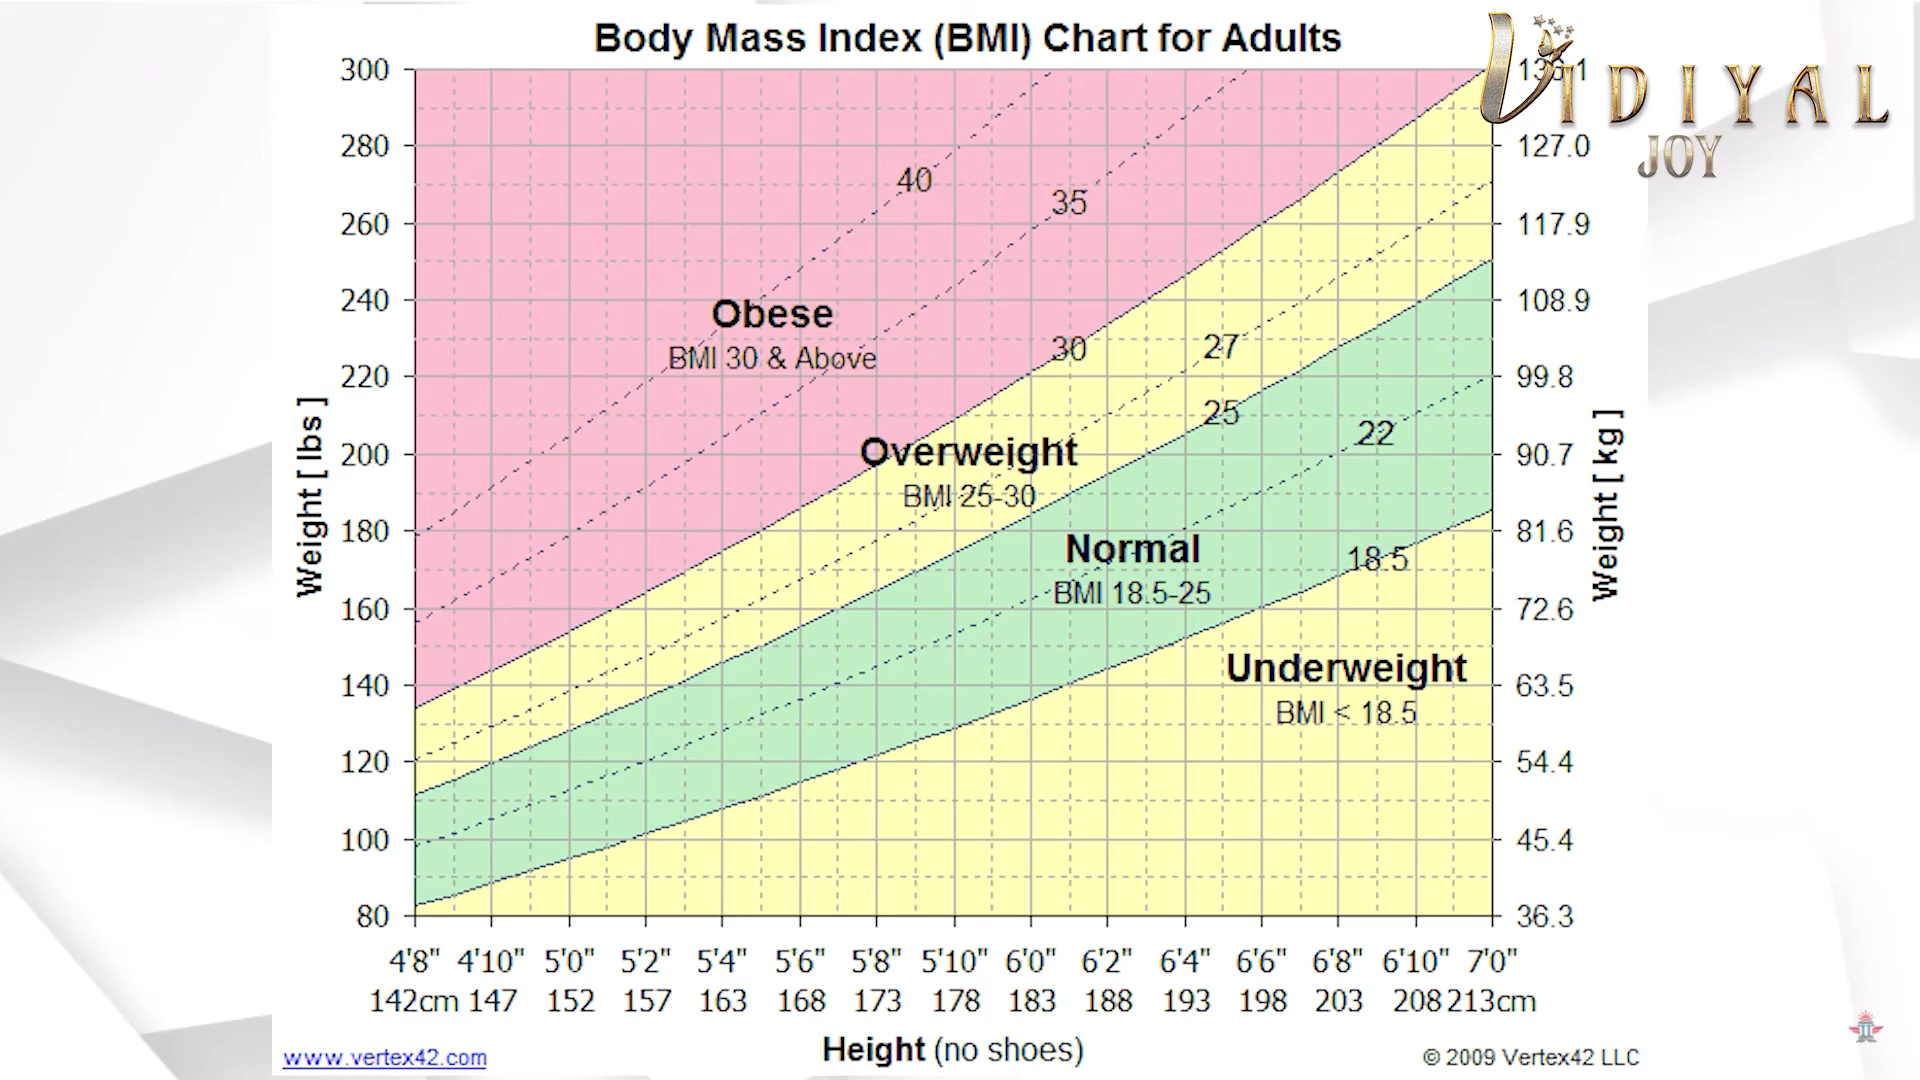 Body Mass Index (BMI) Chart for Adults
VIDIYAL
JOY
300
280
260
240
220
200
180
160
140
120
100
80
Weight [ lbs ]
40
35
30
27
25
22
18.5
Obese
BMI 30 & Above
Overweight
BMI 25-30
Normal
BMI 18.5-25
Underweight
BMI < 18.5
136.1
127.0
117.9
108.9
99.8
90.7
81.6
72.6
63.5
54.4
45.4
36.3
Weight [ kg ]
4'8" 4'10" 5'0" 5'2" 5'4" 5'6" 5'8" 5'10" 6'0" 6'2" 6'4" 6'6" 6'8" 6'10" 7'0"
142cm 147 152 157 163 168 173 178 183 188 193 198 203 208 213cm
Height (no shoes)
www.vertex42.com
© 2009 Vertex42 LLC